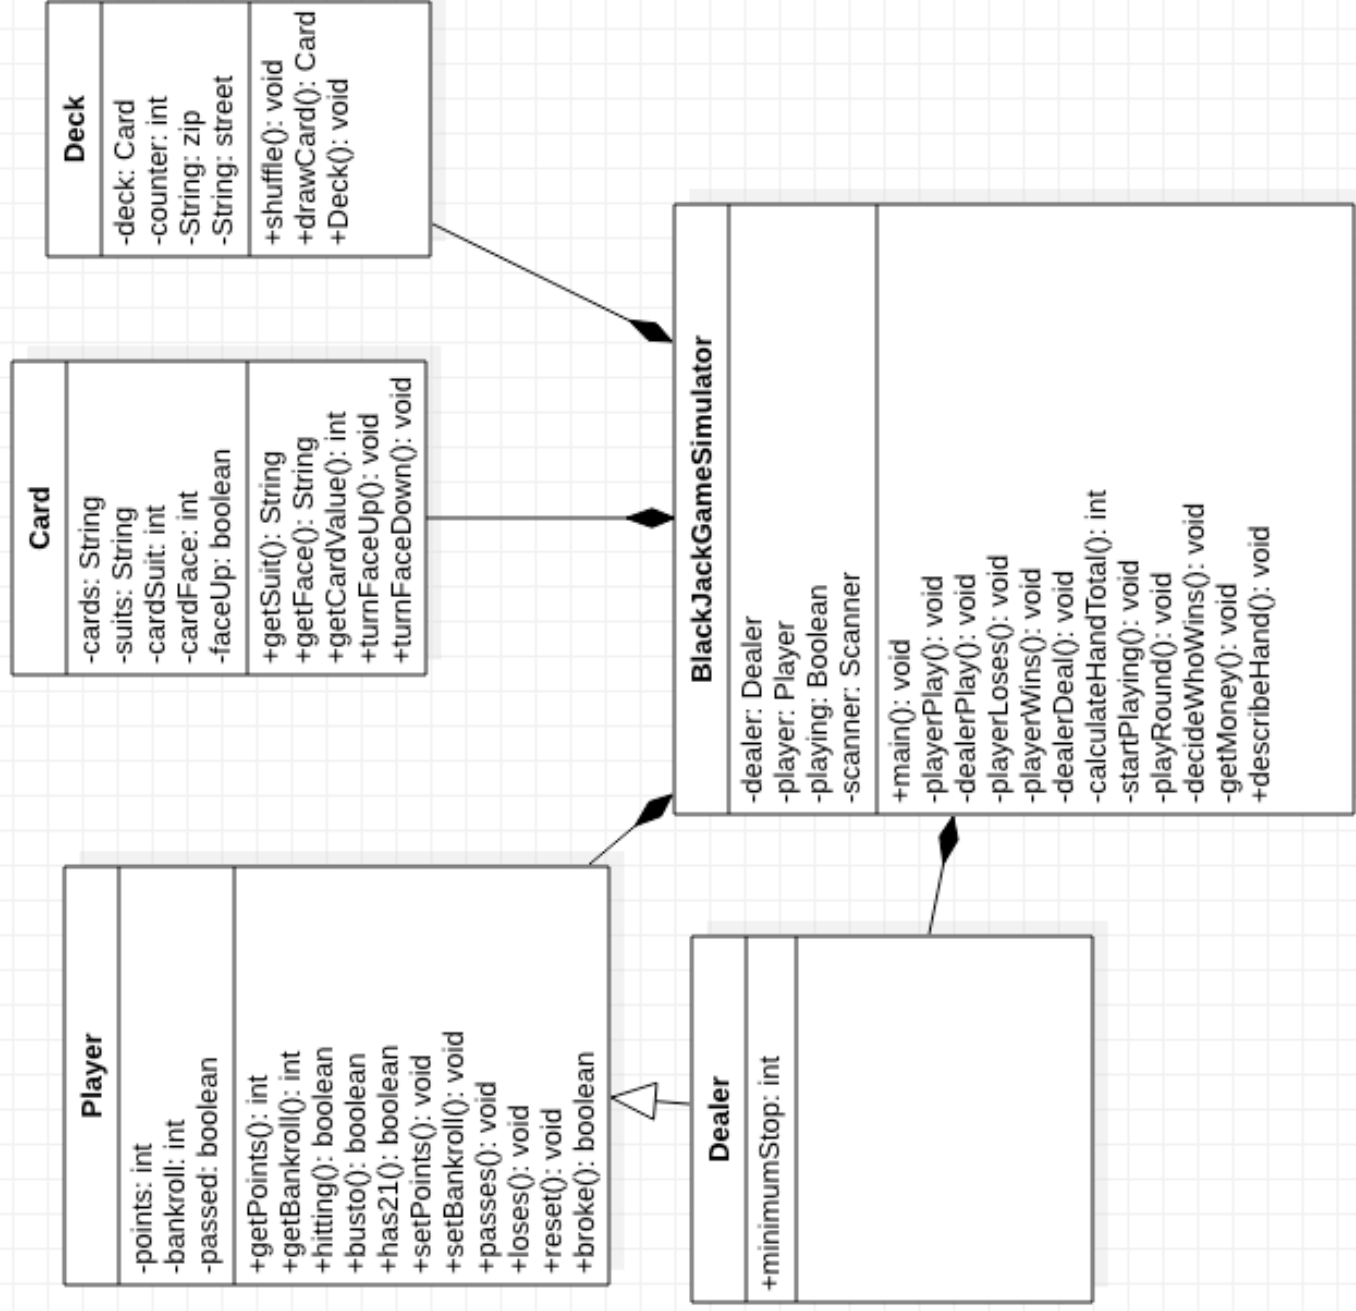 Player
-points: int
-bankroll: int
-passed: boolean
+getPoints(): int
+getBankroll(): int
+hitting(): boolean
+busto(): boolean
+has21(): boolean
+setPoints(): void
+setBankroll(): void
+passes(): void
+loses(): void
+reset(): void
+broke(): boolean
Card
-cards: String
-suits: String
-cardSuit: int
-cardFace: int
-faceUp: boolean
+getSuit(): String
+getFace(): String
+getCardValue(): int
+turnFaceUp(): void
+turnFaceDown(): void
Deck
-deck: Card
-counter: int
-String: zip
-String: street
+shuffle(): void
+drawCard(): Card
+Deck(): void
Dealer
+minimumStop: int
BlackJackGameSimulator
-dealer: Dealer
-player: Player
-playing: Boolean
-scanner: Scanner
+main(): void
-playerPlay(): void
-dealerPlay(): void
-playerLoses(): void
-playerWins(): void
-dealerDeal(): void
-calculateHandTotal(): int
-startPlaying(): void
-playRound(): void
-decideWhoWins(): void
-getMoney(): void
+describeHand(): void